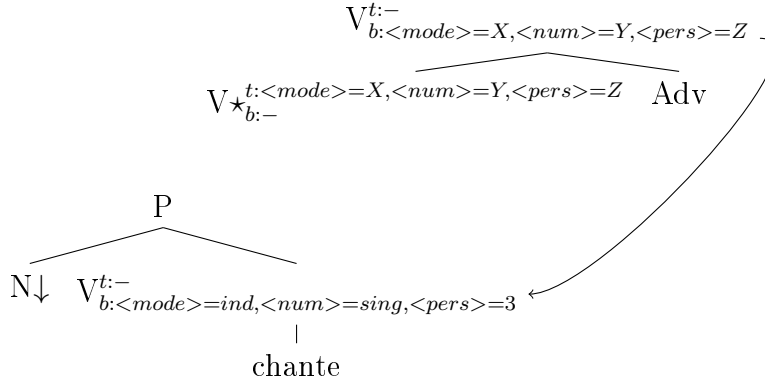 V^{t:−}_{b:<mode>=X,<num>=Y,<pers>=Z}
V⋆^{t:<mode>=X,<num>=Y,<pers>=Z}_{b:−} Adv
P
N↓ V^{t:−}_{b:<mode>=ind,<num>=sing,<pers>=3}
chante